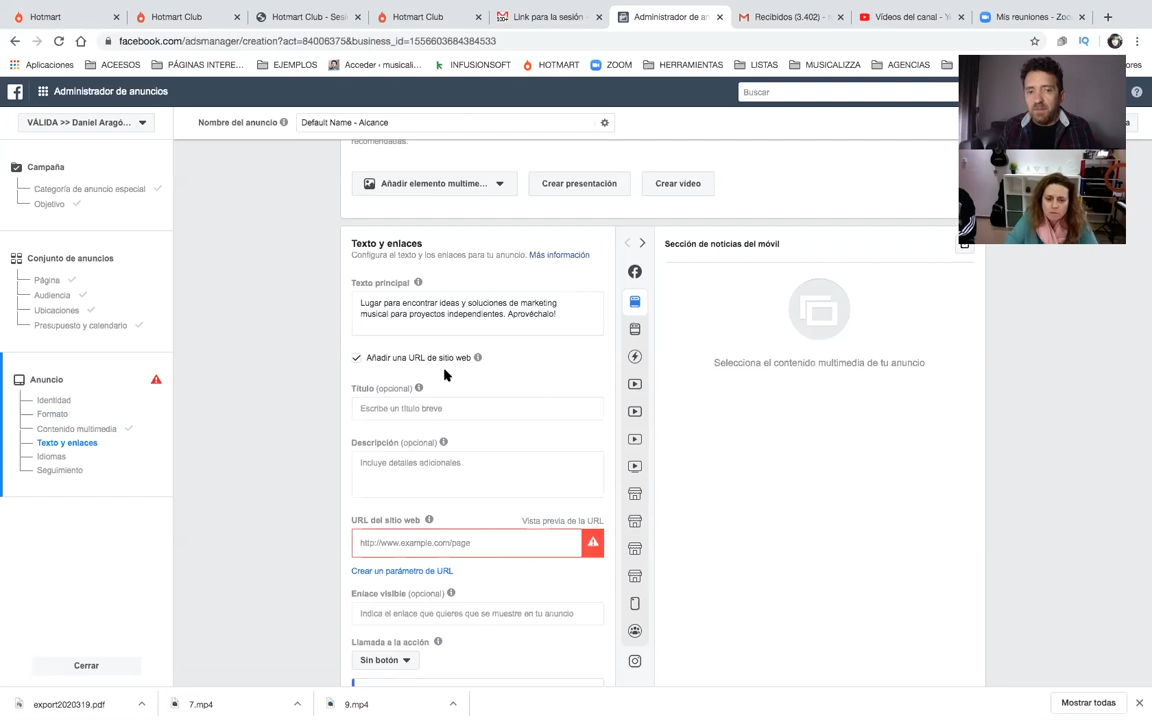 Hotmart
Hotmart Club
Hotmart Club - Sesi
Hotmart Club
Link para la sesión
Administrador de an
Recibidos (3.402) -
Vídeos del canal -
Mis reuniones - Zoo
facebook.com/adsmanager/creation?act=84006375&business_id=1556603684384533
Aplicaciones
ACEESOS
PÁGINAS INTERE...
EJEMPLOS
Acceder ‹ musicali...
INFUSIONSOFT
HOTMART
ZOOM
HERRAMIENTAS
LISTAS
MUSICALIZZA
AGENCIAS
Administrador de anuncios
Buscar
VÁLIDA >> Daniel Aragó...
Nombre del anuncio
Default Name - Alcance
recomendadas.
Campaña
Categoría de anuncio especial
Objetivo
Añadir elemento multime...
Crear presentación
Crear vídeo
Conjunto de anuncios
Página
Audiencia
Ubicaciones
Presupuesto y calendario
Anuncio
Identidad
Formato
Contenido multimedia
Texto y enlaces
Idiomas
Seguimiento
Cerrar
Texto y enlaces
Configura el texto y los enlaces para tu anuncio. Más información
Texto principal
Lugar para encontrar ideas y soluciones de marketing
musical para proyectos independientes. Aprovéchalo!
Añadir una URL de sitio web
Título (opcional)
Escribe un título breve
Descripción (opcional)
Incluye detalles adicionales
URL del sitio web
Vista previa de la URL
http://www.example.com/page
Crear un parámetro de URL
Enlace visible (opcional)
Indica el enlace que quieres que se muestre en tu anuncio
Llamada a la acción
Sin botón
Sección de noticias del móvil
Selecciona el contenido multimedia de tu anuncio
export2020319.pdf
7.mp4
9.mp4
Mostrar todas